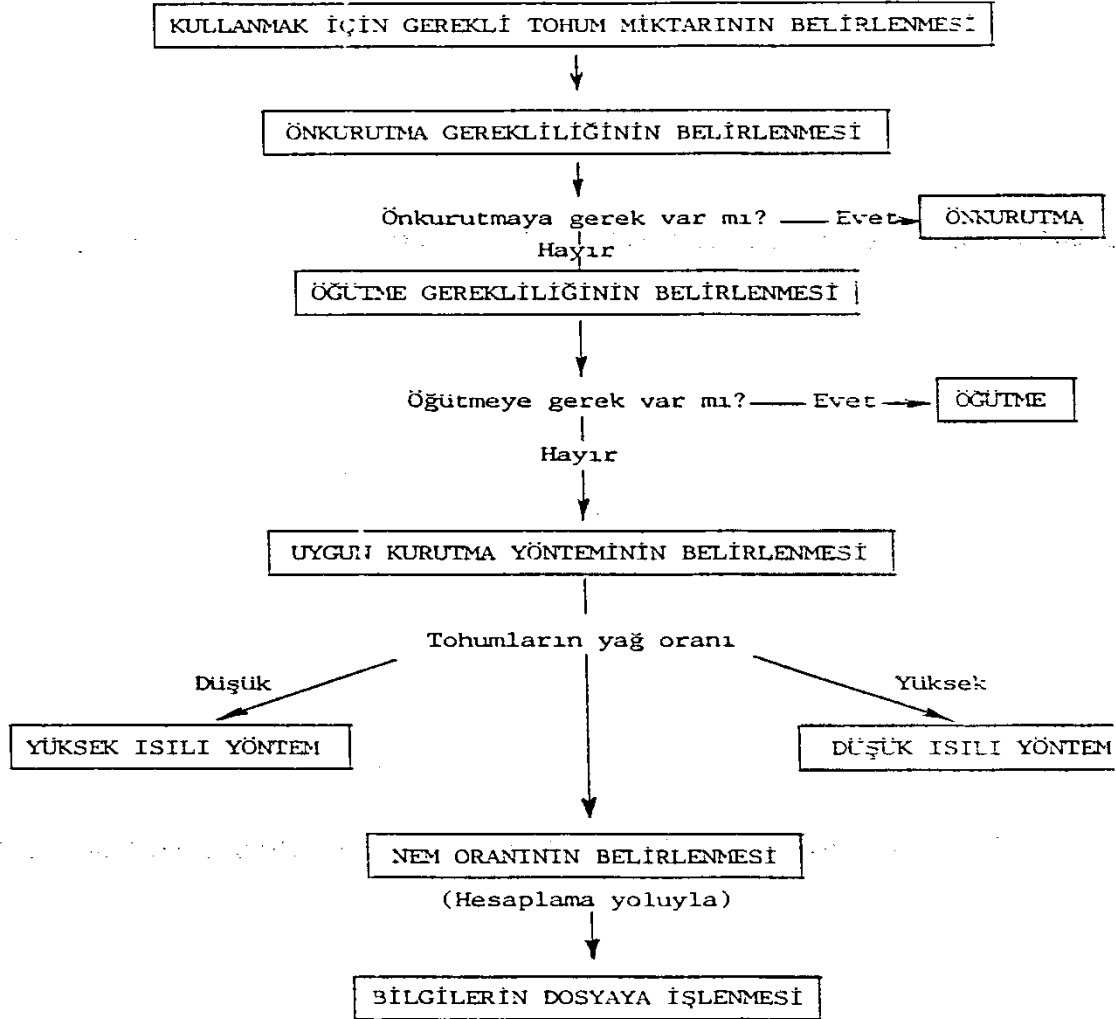 KULLANMAK İÇİN GEREKLİ TOHUM MİKTARININ BELİRLENMESİ
ÖNKURUTMA GEREKLİLİĞİNİN BELİRLENMESİ
Önkurutmaya gerek var mı? Evet ÖNKURUTMA
Hayır
ÖĞÜTME GEREKLİLİĞİNİN BELİRLENMESİ
Öğütmeye gerek var mı? Evet ÖĞÜTME
Hayır
UYGUN KURUTMA YÖNTEMİNİN BELİRLENMESİ
Tohumların yağ oranı
Düşük Yüksek
YÜKSEK ISILI YÖNTEM DÜŞÜK ISILI YÖNTEM
NEM ORANININ BELİRLENMESİ
(Hesaplama yoluyla)
BİLGİLERİN DOSYAYA İŞLENMESİ